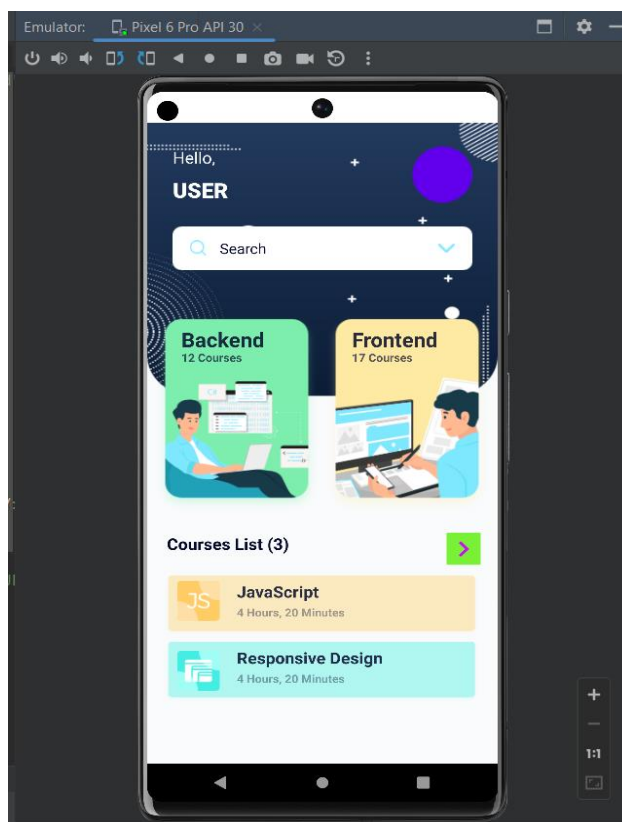 Emulator: Pixel 6 Pro API 30
Hello,
USER
Search
Backend
12 Courses
Frontend
17 Courses
Courses List (3)
JS
JavaScript
4 Hours, 20 Minutes
Responsive Design
4 Hours, 20 Minutes
1:1